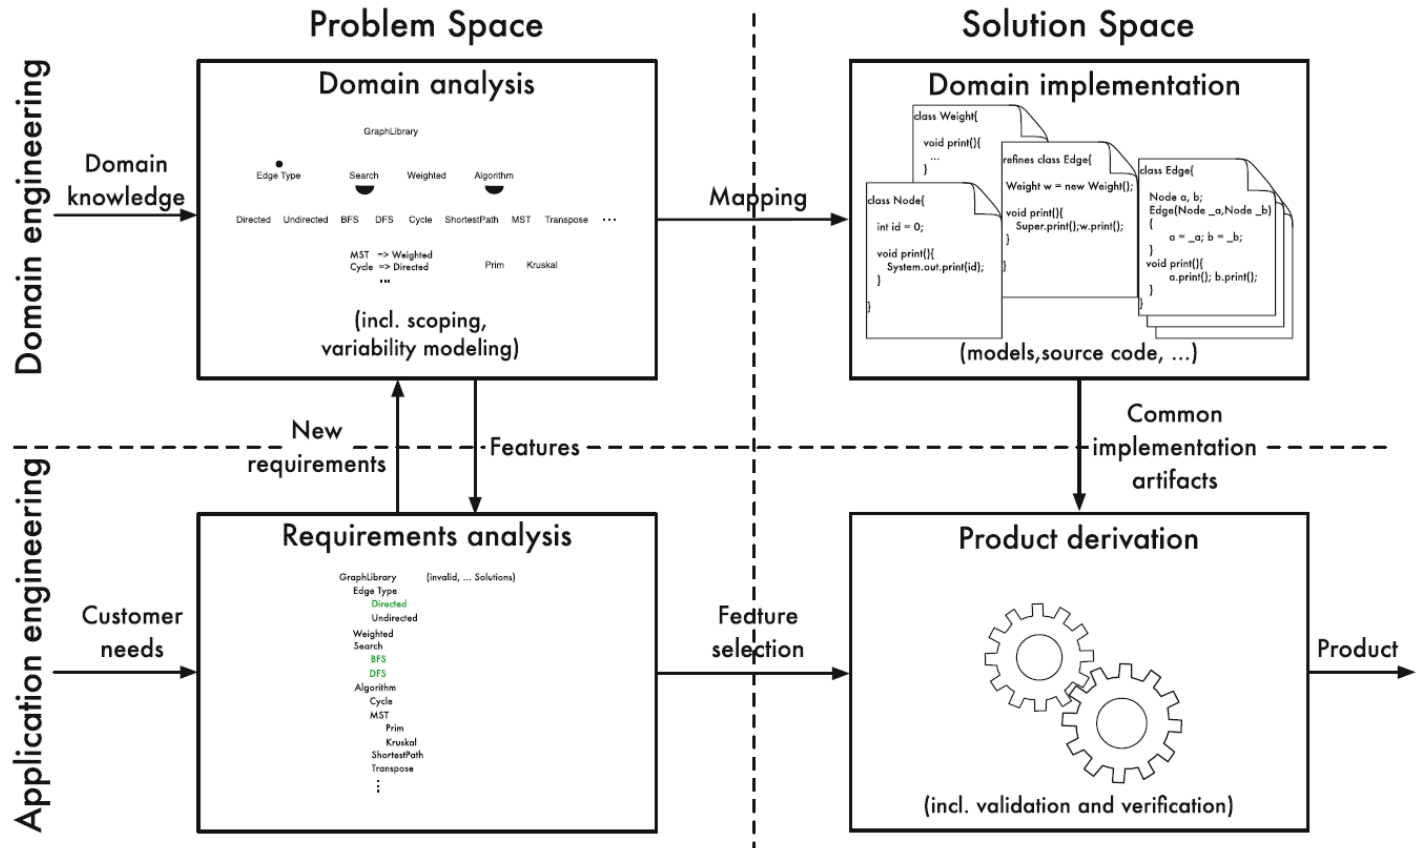 Problem Space
Solution Space
Domain engineering
Domain knowledge
Domain analysis
GraphLibrary
Edge Type Search Weighted Algorithm
Directed Undirected BFS DFS Cycle ShortestPath MST Transpose ...
MST => Weighted
Cycle => Directed
...
Prim Kruskal
(incl. scoping,
variability modeling)
Mapping
Domain implementation
class Weight{
void print(){
...
}
refines class Edge{
Weight w = new Weight();
void print(){
Super.print();w.print();
}
}
class Edge{
Node a, b;
Edge(Node _a,Node _b)
{
a = _a; b = _b;
}
void print(){
a.print(); b.print();
}
}
class Node{
int id = 0;
void print(){
System.out.print(id);
}
}
(models,source code, ...)
New
requirements
Features
Common
implementation
artifacts
Application engineering
Customer
needs
Requirements analysis
GraphLibrary (invalid, ... Solutions)
Edge Type
Directed
Undirected
Weighted
Search
BFS
DFS
Algorithm
Cycle
MST
Prim
Kruskal
ShortestPath
Transpose
Feature
selection
Product derivation
(incl. validation and verification)
Product